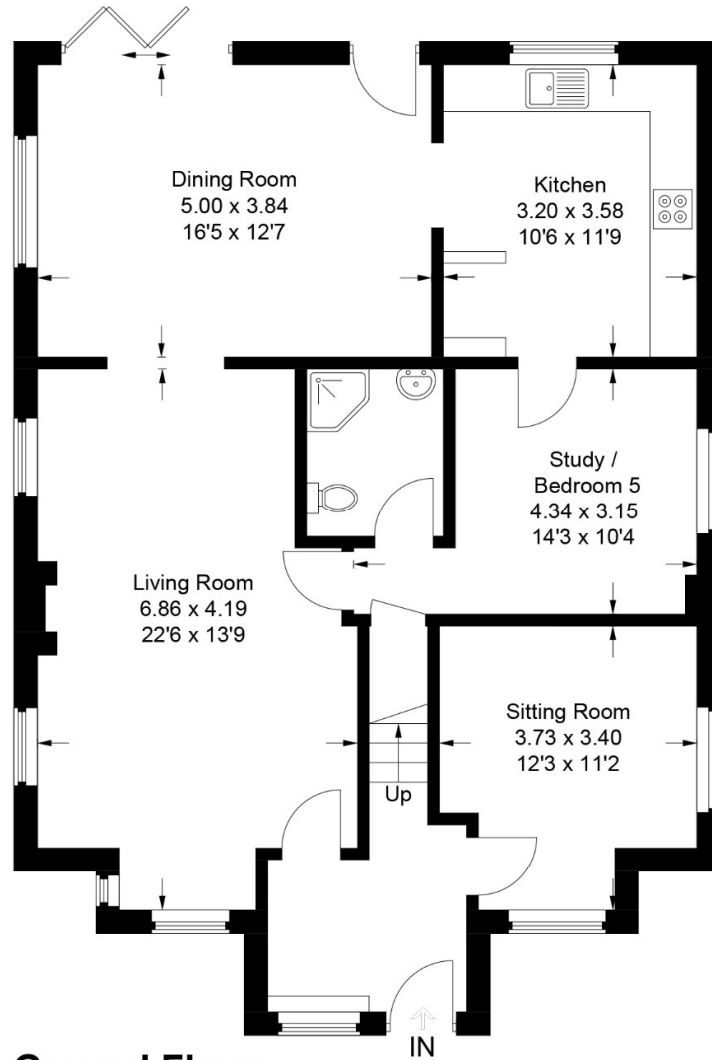 Dining Room
5.00 x 3.84
16'5 x 12'7
Kitchen
3.20 x 3.58
10'6 x 11'9
Study /
Bedroom 5
4.34 x 3.15
14'3 x 10'4
Living Room
6.86 x 4.19
22'6 x 13'9
Sitting Room
3.73 x 3.40
12'3 x 11'2
Up
IN